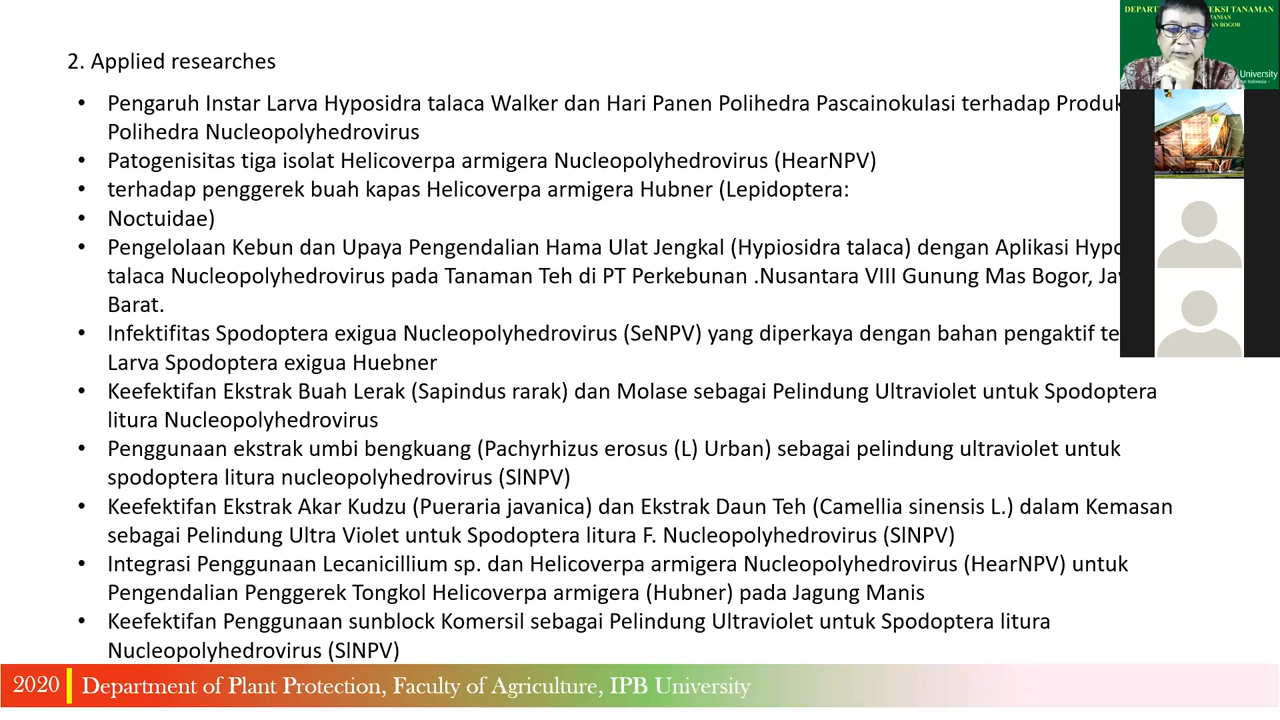 2. Applied researches
• Pengaruh Instar Larva Hyposidra talaca Walker dan Hari Panen Polihedra Pascainokulasi terhadap Produk
Polihedra Nucleopolyhedrovirus
• Patogenisitas tiga isolat Helicoverpa armigera Nucleopolyhedrovirus (HearNPV)
• terhadap penggerek buah kapas Helicoverpa armigera Hubner (Lepidoptera:
• Noctuidae)
• Pengelolaan Kebun dan Upaya Pengendalian Hama Ulat Jengkal (Hypiosidra talaca) dengan Aplikasi Hypo
talaca Nucleopolyhedrovirus pada Tanaman Teh di PT Perkebunan .Nusantara VIII Gunung Mas Bogor, Ja
Barat.
• Infektifitas Spodoptera exigua Nucleopolyhedrovirus (SeNPV) yang diperkaya dengan bahan pengaktif te
Larva Spodoptera exigua Huebner
• Keefektifan Ekstrak Buah Lerak (Sapindus rarak) dan Molase sebagai Pelindung Ultraviolet untuk Spodoptera
litura Nucleopolyhedrovirus
• Penggunaan ekstrak umbi bengkuang (Pachyrhizus erosus (L) Urban) sebagai pelindung ultraviolet untuk
spodoptera litura nucleopolyhedrovirus (SlNPV)
• Keefektifan Ekstrak Akar Kudzu (Pueraria javanica) dan Ekstrak Daun Teh (Camellia sinensis L.) dalam Kemasan
sebagai Pelindung Ultra Violet untuk Spodoptera litura F. Nucleopolyhedrovirus (SlNPV)
• Integrasi Penggunaan Lecanicillium sp. dan Helicoverpa armigera Nucleopolyhedrovirus (HearNPV) untuk
Pengendalian Penggerek Tongkol Helicoverpa armigera (Hubner) pada Jagung Manis
• Keefektifan Penggunaan sunblock Komersil sebagai Pelindung Ultraviolet untuk Spodoptera litura
Nucleopolyhedrovirus (SlNPV)
2020 Department of Plant Protection, Faculty of Agriculture, IPB University
DEPART EKSI TANAMAN
TANIAN
AN BOGOR
University